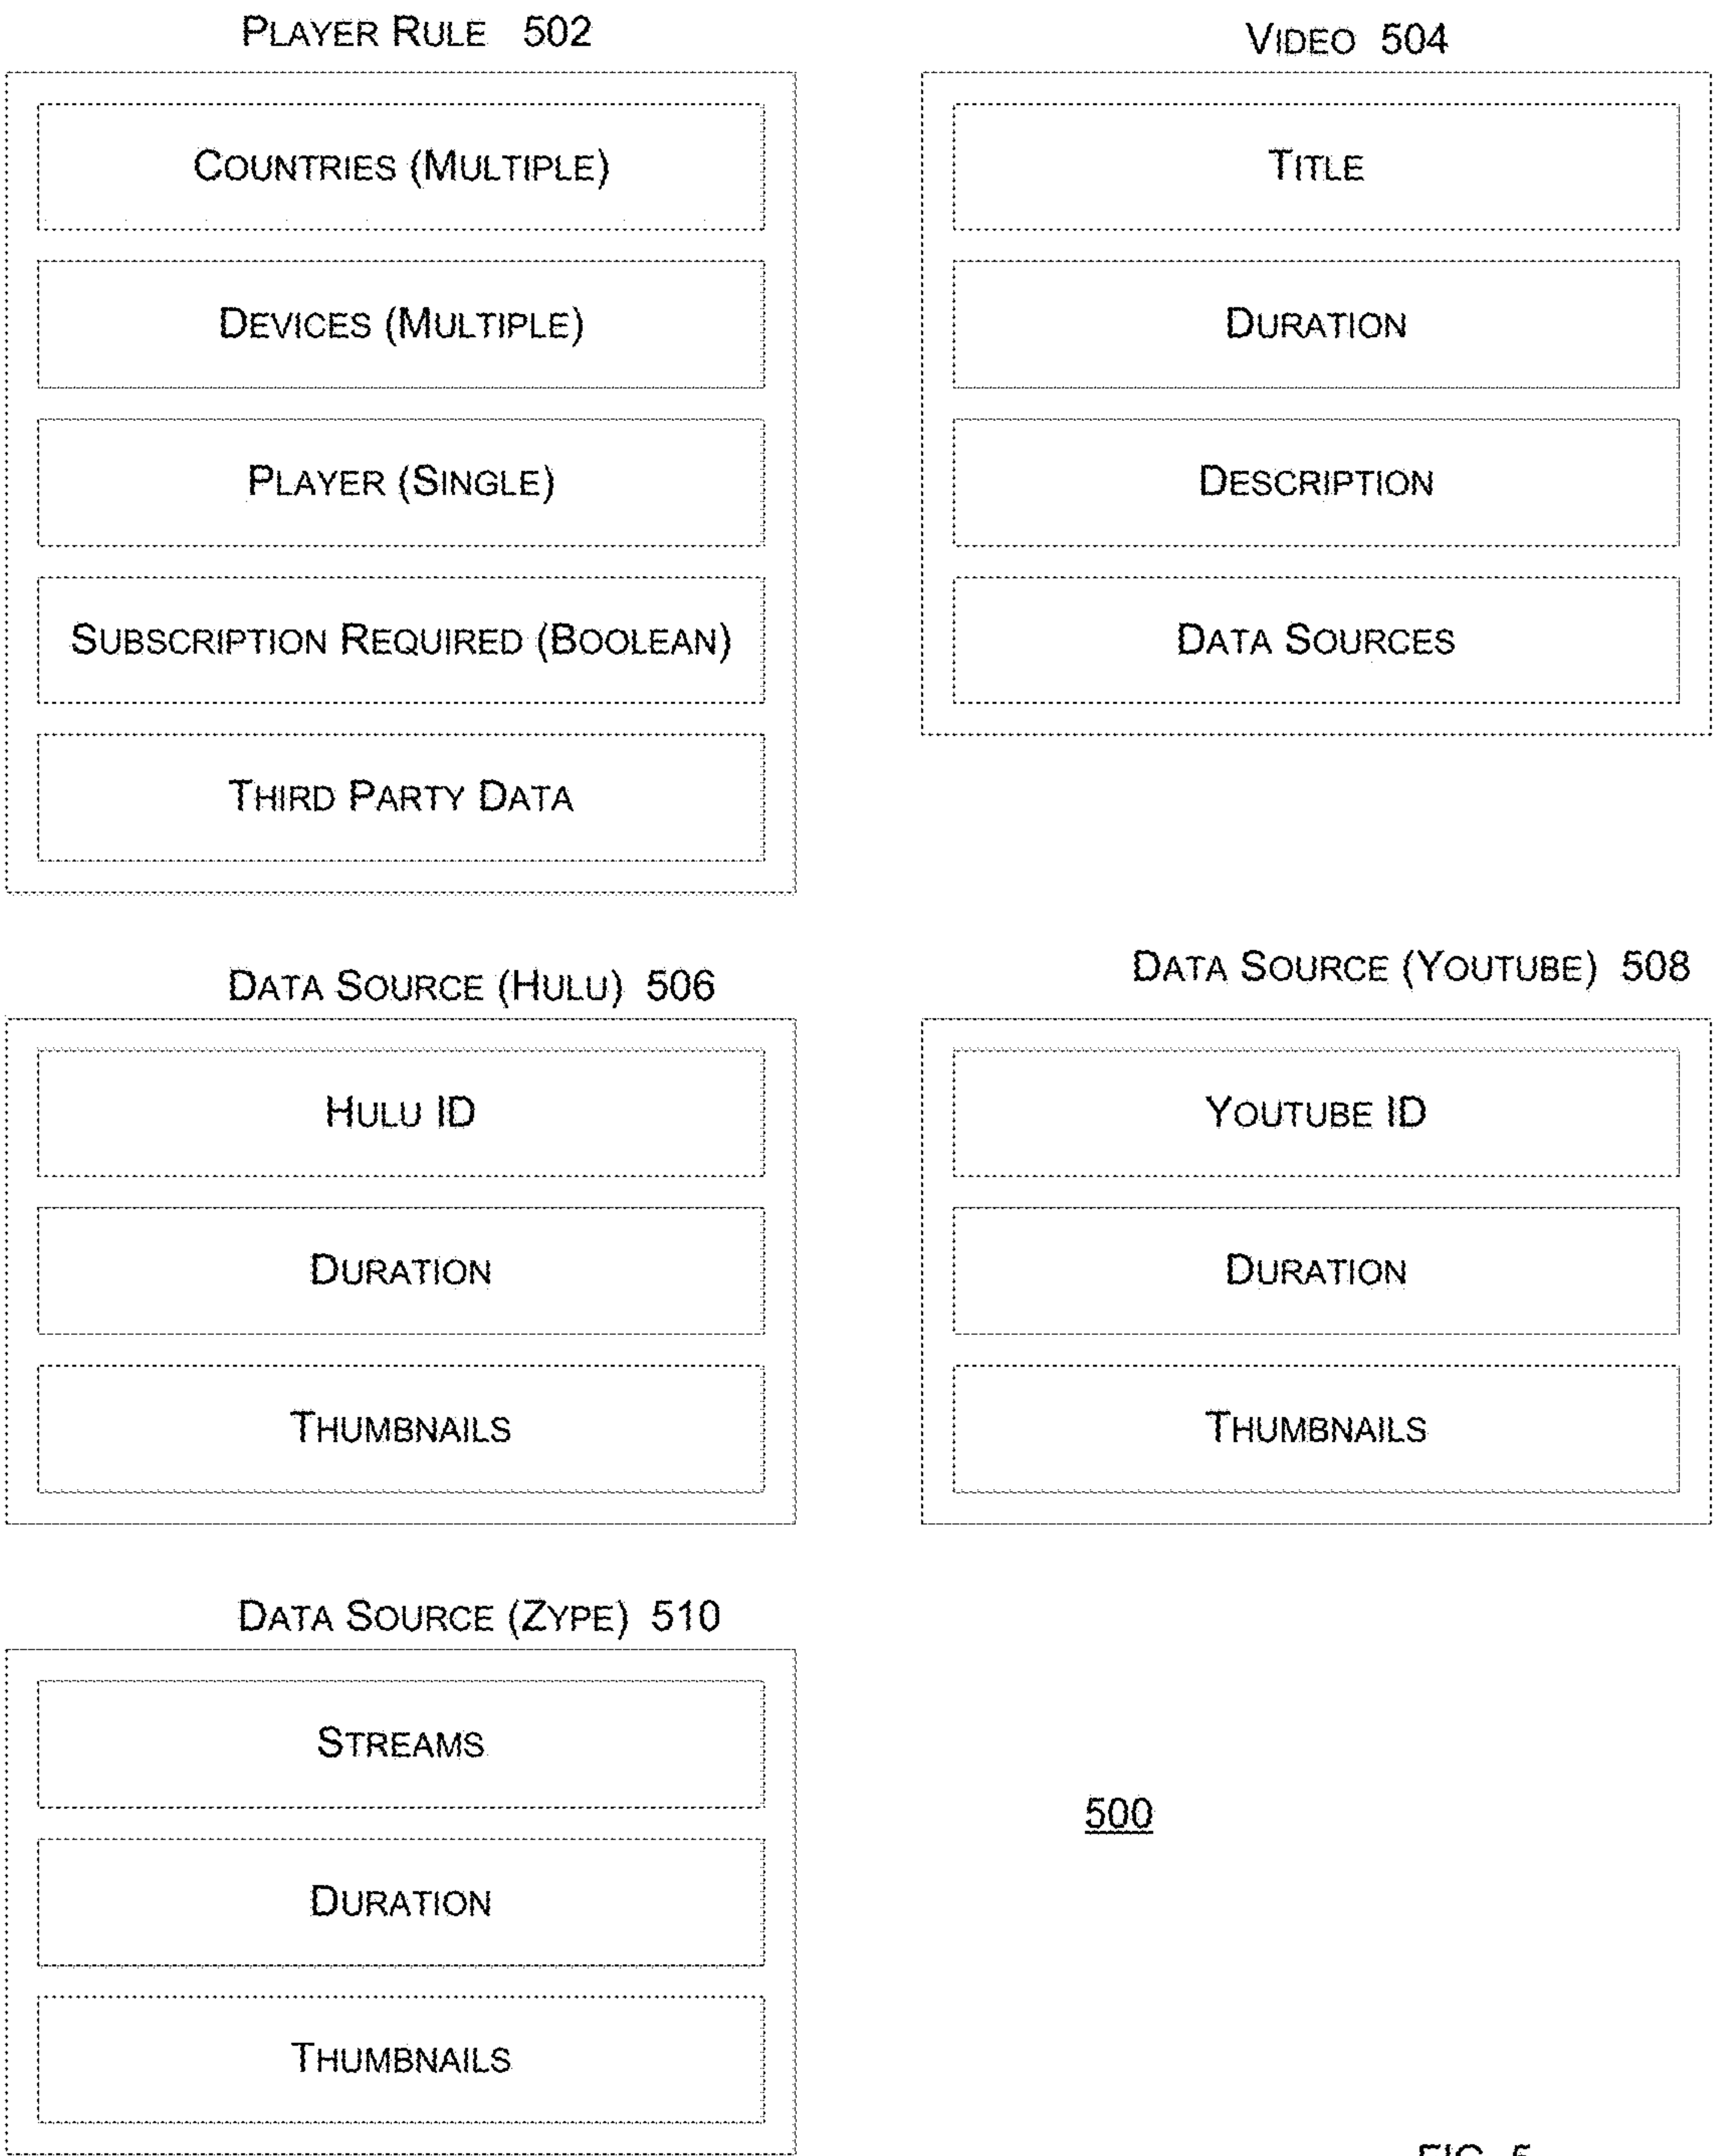 PLAYER RULE 502
COUNTRIES (MULTIPLE)
DEVICES (MULTIPLE)
PLAYER (SINGLE)
SUBSCRIPTION REQUIRED (BOOLEAN)
THIRD PARTY DATA
VIDEO 504
TITLE
DURATION
DESCRIPTION
DATA SOURCES
DATA SOURCE (HULU) 506
HULU ID
DURATION
THUMBNAILS
DATA SOURCE (YOUTUBE) 508
YOUTUBE ID
DURATION
THUMBNAILS
DATA SOURCE (ZYPE) 510
STREAMS
DURATION
THUMBNAILS
500
FIG. 5